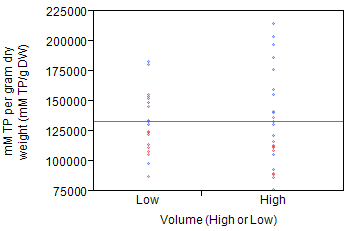 225000
200000
175000
150000
125000
100000
75000
mM TP per gram dry
weight (mM TP/g DW)
Low High
Volume (High or Low)